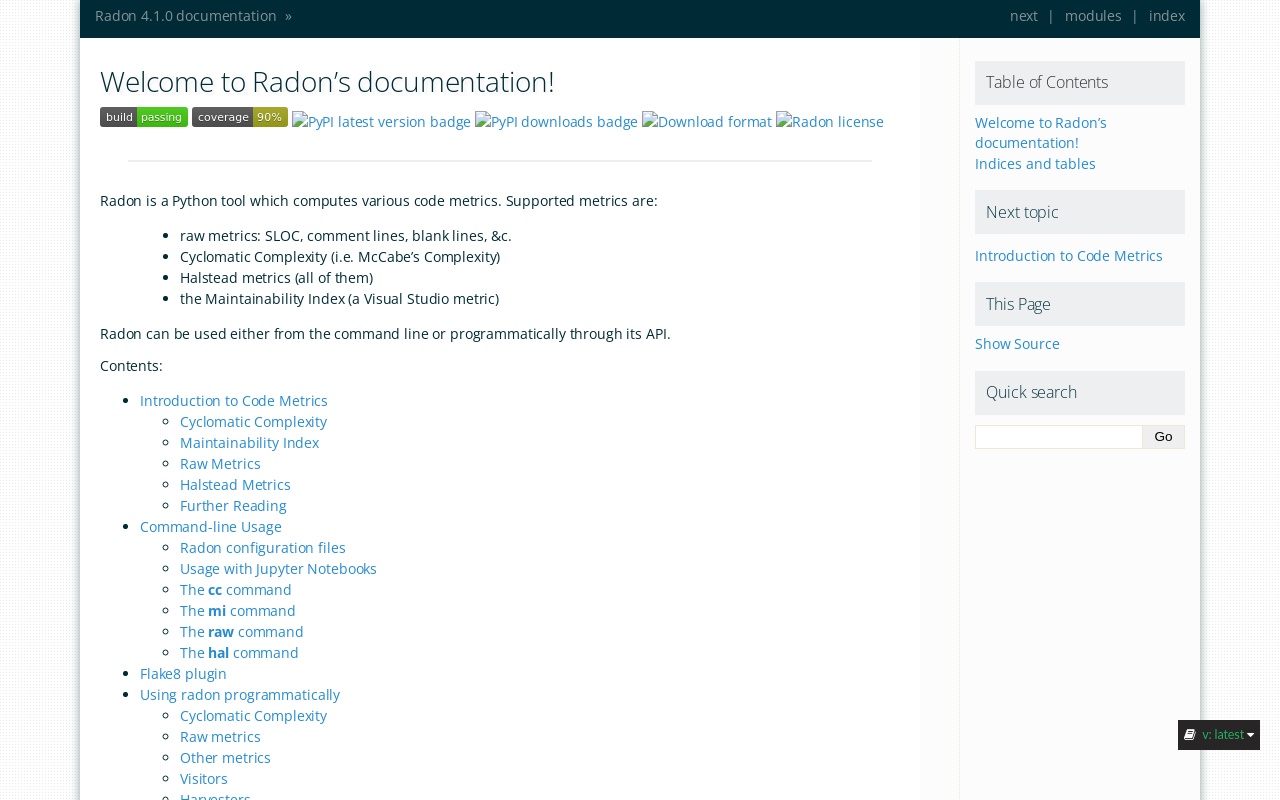 Radon 4.1.0 documentation »
next | modules | index
Welcome to Radon’s documentation!
build passing coverage 90% PyPI latest version badge PyPI downloads badge Download format Radon license
Radon is a Python tool which computes various code metrics. Supported metrics are:
raw metrics: SLOC, comment lines, blank lines, &c.
Cyclomatic Complexity (i.e. McCabe’s Complexity)
Halstead metrics (all of them)
the Maintainability Index (a Visual Studio metric)
Radon can be used either from the command line or programmatically through its API.
Contents:
Introduction to Code Metrics
Cyclomatic Complexity
Maintainability Index
Raw Metrics
Halstead Metrics
Further Reading
Command-line Usage
Radon configuration files
Usage with Jupyter Notebooks
The cc command
The mi command
The raw command
The hal command
Flake8 plugin
Using radon programmatically
Cyclomatic Complexity
Raw metrics
Other metrics
Visitors
Harvesters
Table of Contents
Welcome to Radon’s
documentation!
Indices and tables
Next topic
Introduction to Code Metrics
This Page
Show Source
Quick search
Go
v: latest